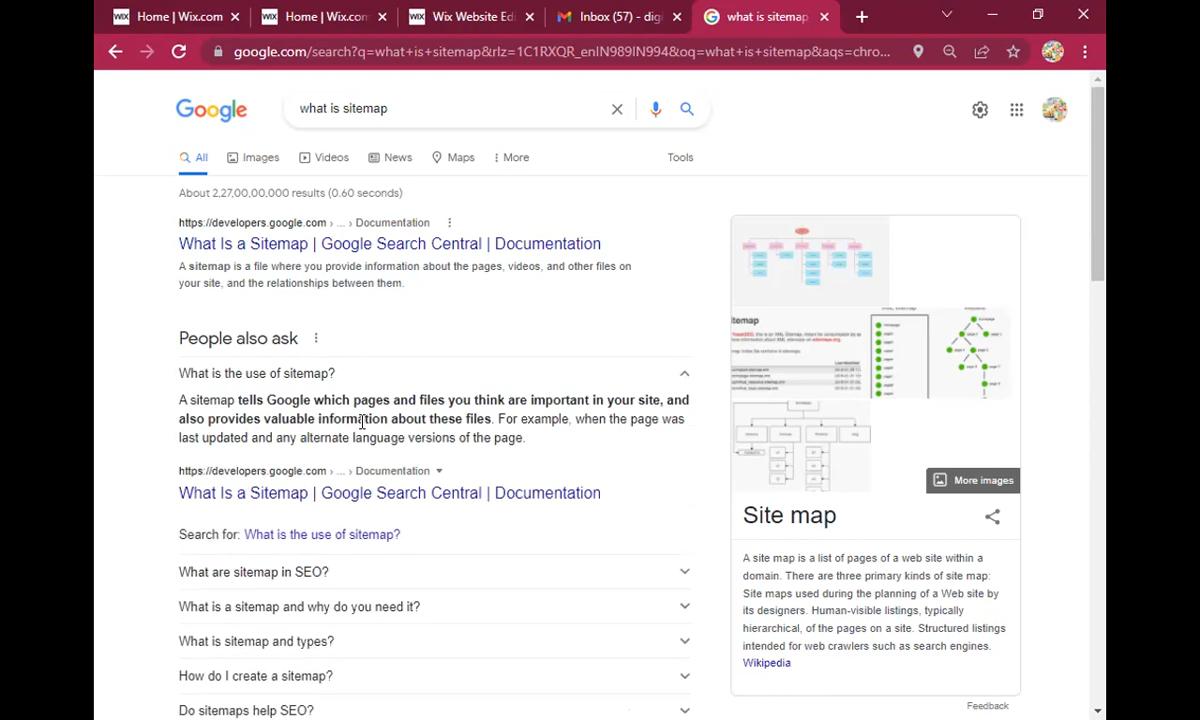 WIX Home | Wix.com
WIX Home | Wix.com
WIX Wix Website Edi
Inbox (57) - digi
what is sitemap
google.com/search?q=what+is+sitemap&rlz=1C1RXQR_enIN989IN994&oq=what+is+sitemap&aqs=chro...
Google
what is sitemap
All
Images
Videos
News
Maps
More
Tools
About 2,27,00,00,000 results (0.60 seconds)
https://developers.google.com › ... › Documentation
What Is a Sitemap | Google Search Central | Documentation
A sitemap is a file where you provide information about the pages, videos, and other files on
your site, and the relationships between them.
People also ask
What is the use of sitemap?
A sitemap tells Google which pages and files you think are important in your site, and
also provides valuable information about these files. For example, when the page was
last updated and any alternate language versions of the page.
https://developers.google.com › ... › Documentation
What Is a Sitemap | Google Search Central | Documentation
Search for: What is the use of sitemap?
What are sitemap in SEO?
What is a sitemap and why do you need it?
What is sitemap and types?
How do I create a sitemap?
Do sitemaps help SEO?
itemap
More images
Site map
A site map is a list of pages of a web site within a
domain. There are three primary kinds of site map:
Site maps used during the planning of a Web site by
its designers. Human-visible listings, typically
hierarchical, of the pages on a site. Structured listings
intended for web crawlers such as search engines.
Wikipedia
Feedback